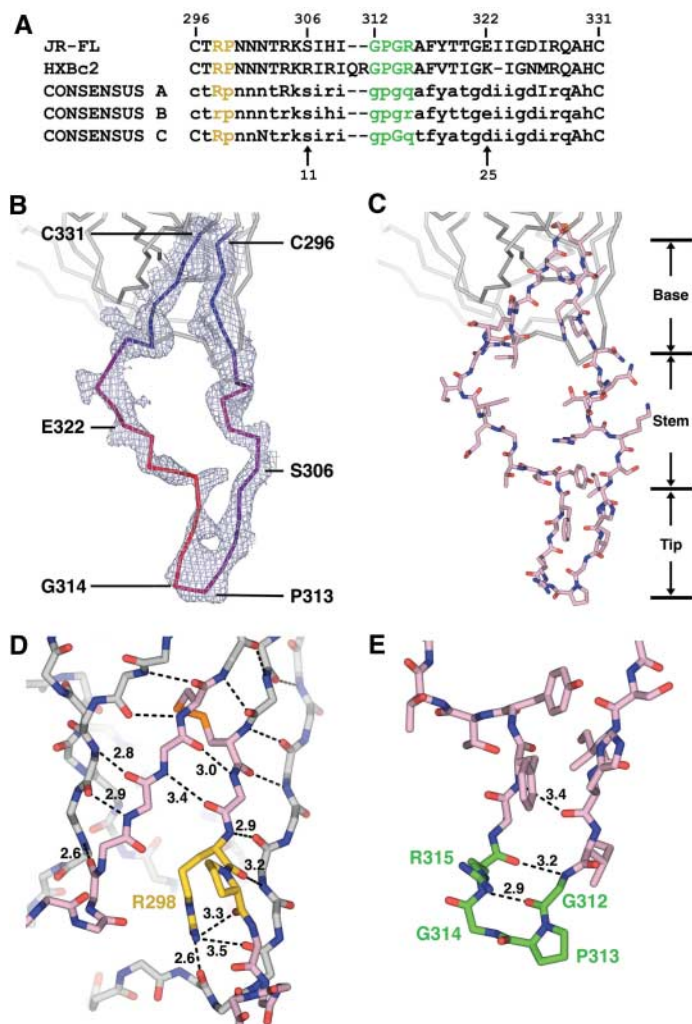 A
296 306 312 322 331
JR-FL CTRPNNNTRKSIHI--GPGRAFYTTGEIIGDIRQAHC
HXBc2 CTRPNNNTRKRIRIQRGPGRAFVTIGK-IGNMRQAHC
CONSENSUS A ctRpnnntRksiri--gpgqafyatgdiigdIrqAhC
CONSENSUS B ctrpnnntrksihi--gpgrafyttgeiigdirqAhC
CONSENSUS C ctRpnnNtrksiri--gpGqtfyatgdiigdirqAhC
11 25
B
C331
C296
E322
S306
G314
P313
C
Base
Stem
Tip
D
2.8
3.0
2.9
3.4
2.6
2.9
3.2
R298
3.3
3.5
2.6
E
3.4
R315
3.2
2.9
G312
G314
P313